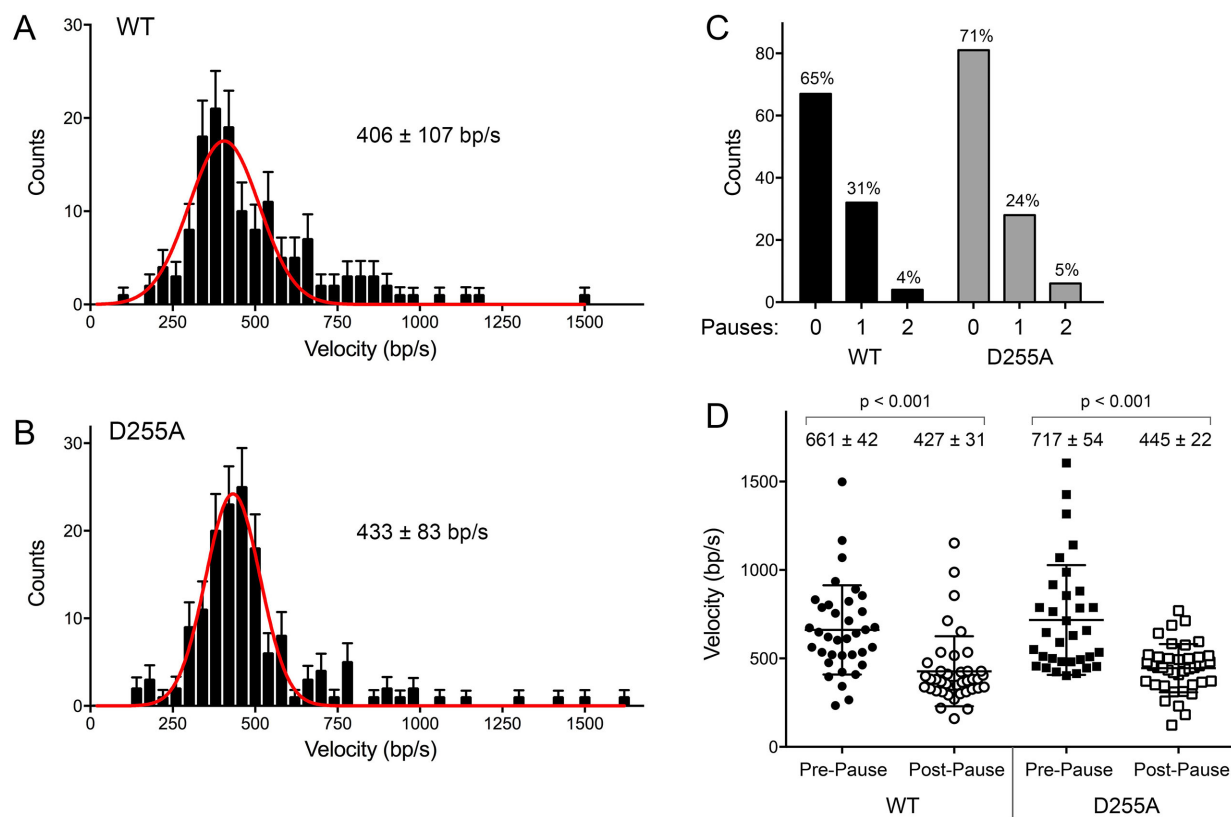 A
WT
30
20
10
0
Counts
406 ± 107 bp/s
0 250 500 750 1000 1250 1500
Velocity (bp/s)
B
D255A
30
20
10
0
Counts
433 ± 83 bp/s
0 250 500 750 1000 1250 1500
Velocity (bp/s)
C
80
60
40
20
0
Counts
65%
31%
4%
71%
24%
5%
Pauses: 0 1 2 0 1 2
WT D255A
D
p < 0.001 p < 0.001
661 ± 42 427 ± 31 717 ± 54 445 ± 22
1500
1000
500
0
Velocity (bp/s)
Pre-Pause Post-Pause Pre-Pause Post-Pause
WT D255A